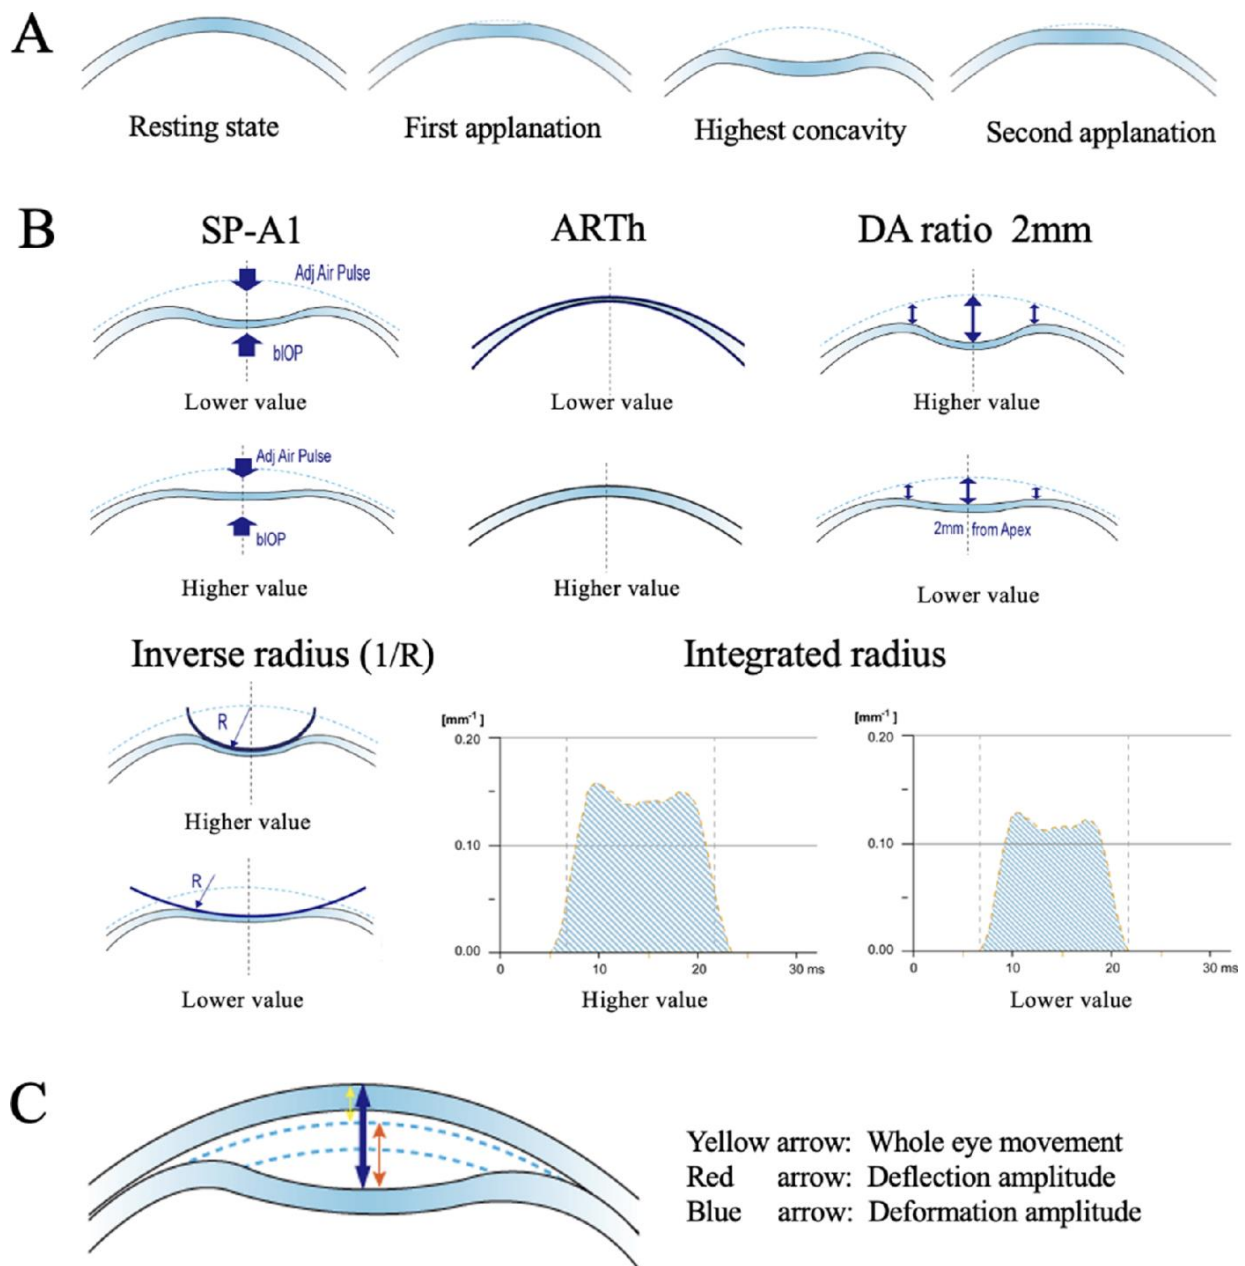 A
Resting state
First applanation
Highest concavity
Second applanation
B
SP-A1
ARTh
DA ratio 2mm
Adj Air Pulse
bIOP
Lower value
Lower value
Higher value
Adj Air Pulse
bIOP
2mm from Apex
Higher value
Higher value
Lower value
Inverse radius (1/R)
Integrated radius
R
Higher value
R
Lower value
[mm-1]
0.20
0.10
0.00
0
10
20
30 ms
Higher value
[mm-1]
0.20
0.10
0.00
0
10
20
30 ms
Lower value
C
Yellow arrow: Whole eye movement
Red arrow: Deflection amplitude
Blue arrow: Deformation amplitude